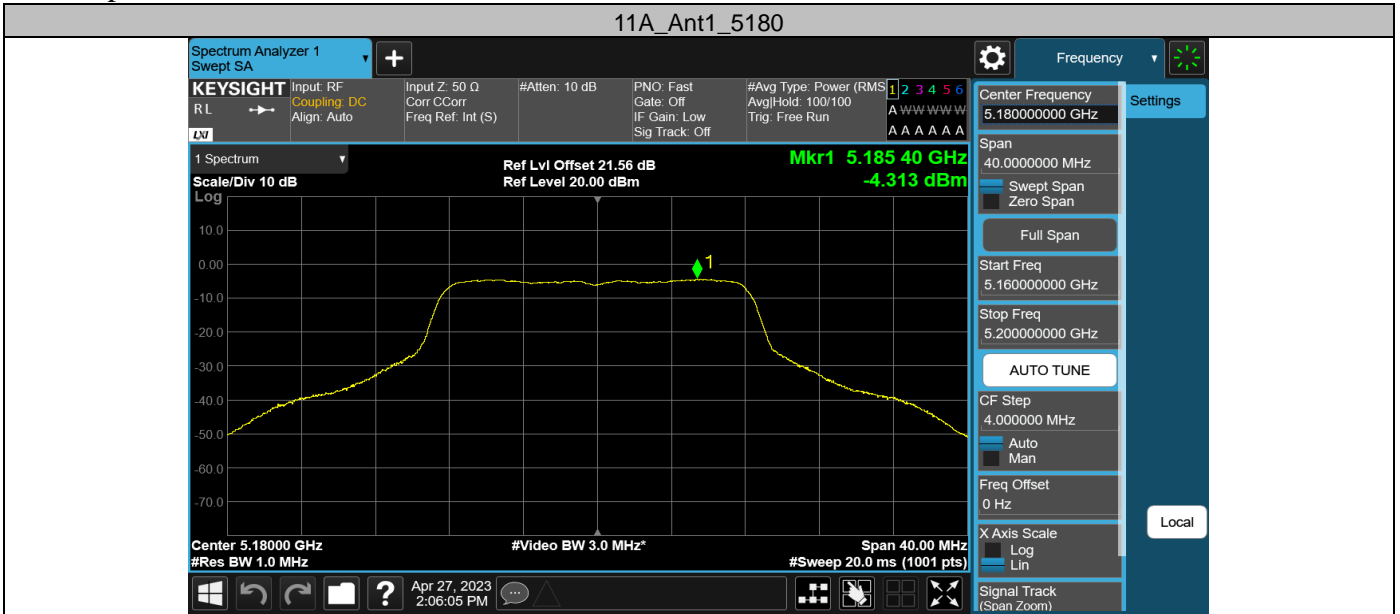 11A_Ant1_5180
Spectrum Analyzer 1
Swept SA
+
Frequency
KEYSIGHT
R L
LXI
Input: RF
Coupling: DC
Align: Auto
Input Z: 50 Ω
Corr CCorr
Freq Ref: Int (S)
#Atten: 10 dB
PNO: Fast
Gate: Off
IF Gain: Low
Sig Track: Off
#Avg Type: Power (RMS
Avg|Hold: 100/100
Trig: Free Run
1 2 3 4 5 6
A W W W W W
A A A A A A
1 Spectrum
Scale/Div 10 dB
Ref Lvl Offset 21.56 dB
Ref Level 20.00 dBm
Mkr1 5.185 40 GHz
-4.313 dBm
Log
10.0
0.00
-10.0
-20.0
-30.0
-40.0
-50.0
-60.0
-70.0
1
Center 5.18000 GHz
#Res BW 1.0 MHz
#Video BW 3.0 MHz*
Span 40.00 MHz
#Sweep 20.0 ms (1001 pts)
Center Frequency
5.180000000 GHz
Settings
Span
40.0000000 MHz
Swept Span
Zero Span
Full Span
Start Freq
5.160000000 GHz
Stop Freq
5.200000000 GHz
AUTO TUNE
CF Step
4.000000 MHz
Auto
Man
Freq Offset
0 Hz
X Axis Scale
Log
Lin
Local
Signal Track
(Span Zoom)
?
Apr 27, 2023
2:06:05 PM